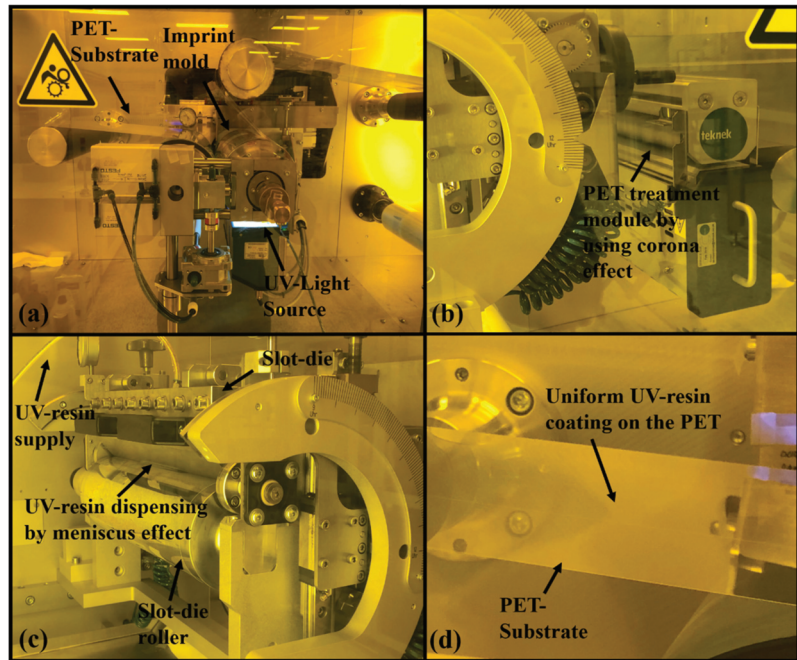 PET-
Substrate
Imprint
mold
UV-Light
Source
(a)
teknek
PET treatment
module by
using corona
effect
(b)
Slot-die
UV-resin
supply
UV-resin dispensing
by meniscus effect
Slot-die
roller
(c)
Uniform UV-resin
coating on the PET
PET-
Substrate
(d)